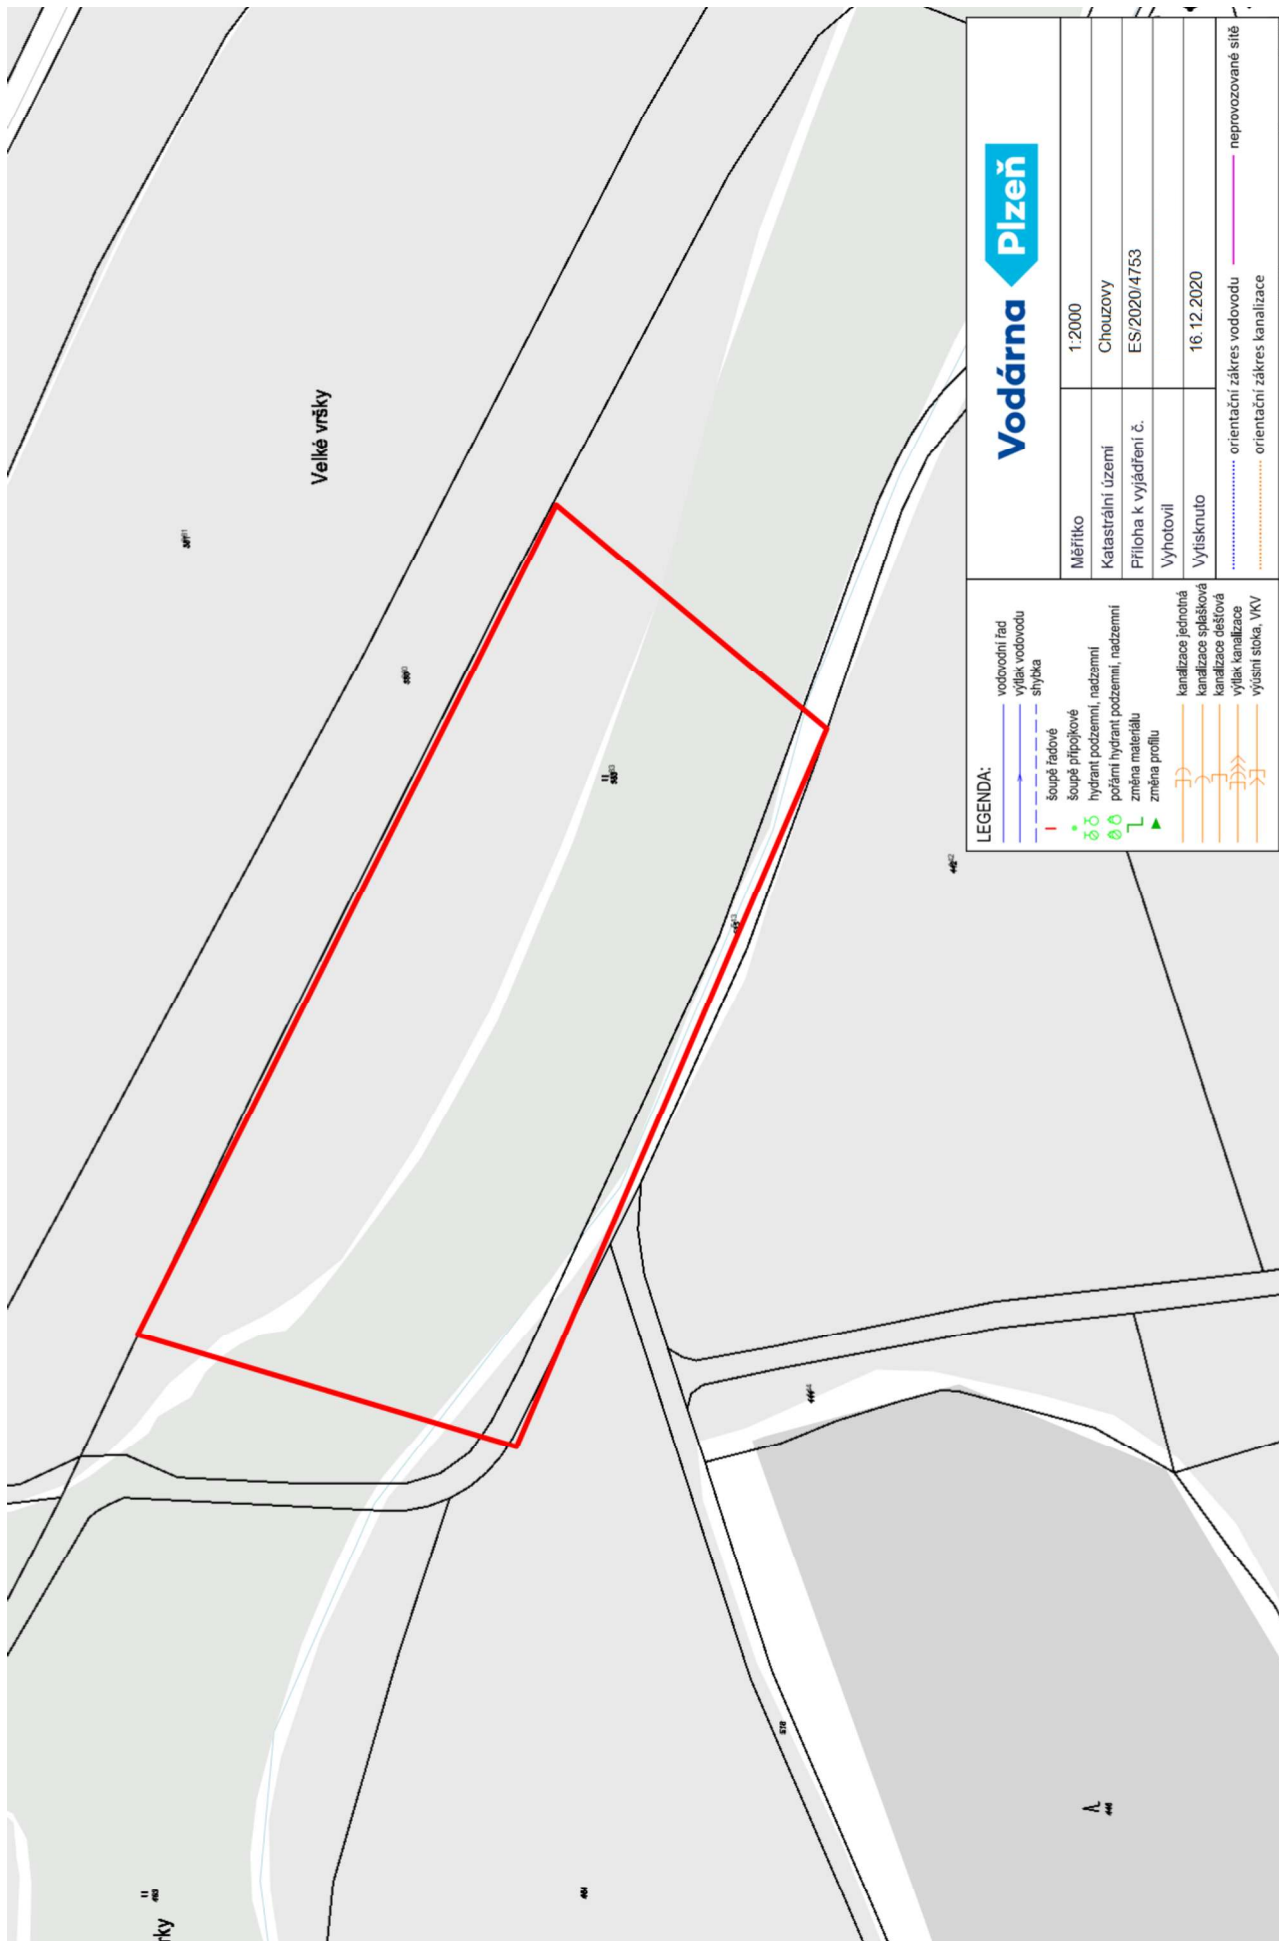 Velké vršky
Vodárna Plzeň
Měřítko 1:2000
Katastrální území Chouzovy
Příloha k vyjádření č. ES/2020/4753
Vyhotovil
Vytisknuto 16.12.2020
orientační zákres vodovodu
neprovozované sítě
orientační zákres kanalizace
LEGENDA:
vodovodní řad
výtlak vodovodu
shybka
šoupě řadové
šoupě přípojkové
hydrant podzemní, nadzemní
požární hydrant podzemní, nadzemní
změna materiálu
změna profilu
kanalizace jednotná
kanalizace splašková
kanalizace dešťová
výtlak kanalizace
výústní stoka, VKV
rky